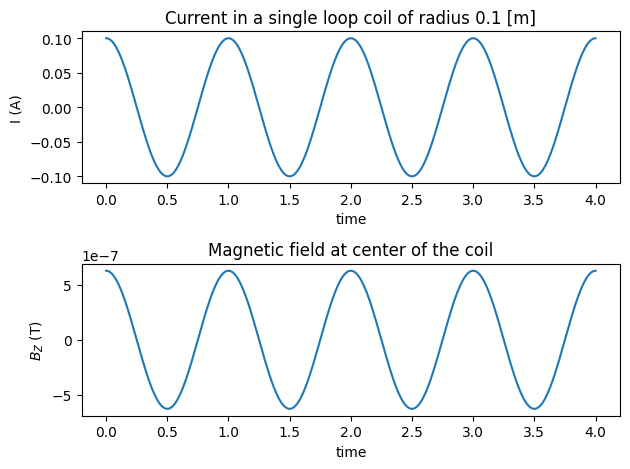 Current in a single loop coil of radius 0.1 [m]
0.10
0.05
0.00
−0.05
−0.10
I (A)
0.0 0.5 1.0 1.5 2.0 2.5 3.0 3.5 4.0
time
Magnetic field at center of the coil
1e−7
5
0
−5
B_Z (T)
0.0 0.5 1.0 1.5 2.0 2.5 3.0 3.5 4.0
time